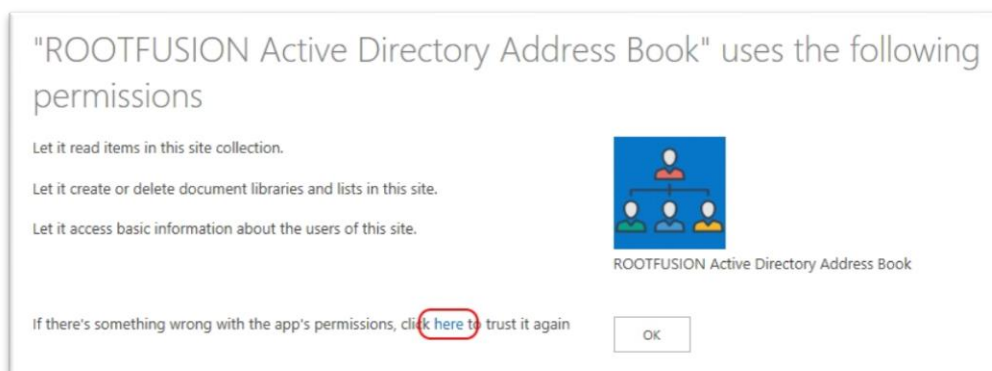 "ROOTFUSION Active Directory Address Book" uses the following
permissions
Let it read items in this site collection.
Let it create or delete document libraries and lists in this site.
Let it access basic information about the users of this site.
ROOTFUSION Active Directory Address Book
If there's something wrong with the app's permissions, click here to trust it again
OK